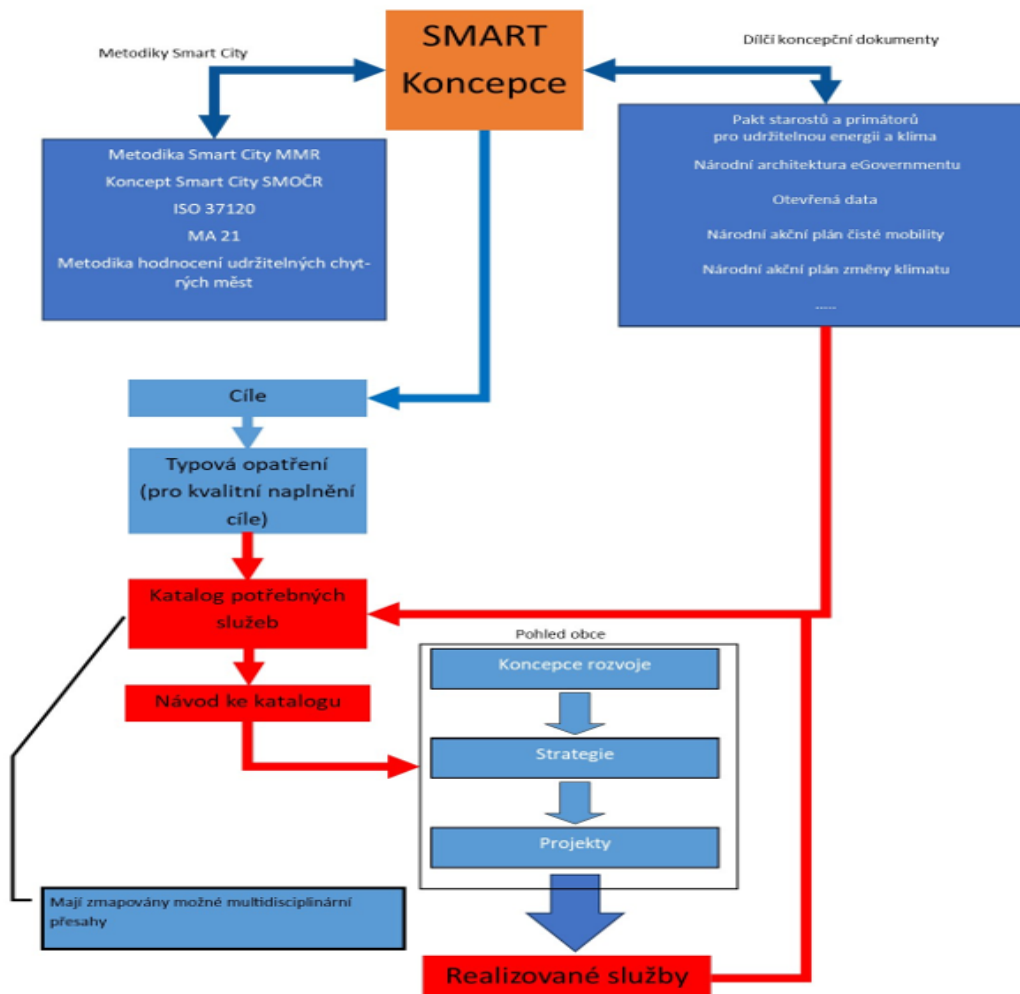 SMART
Koncepce
Metodiky Smart City
Dílčí koncepční dokumenty
Metodika Smart City MMR
Koncept Smart City SMOČR
ISO 37120
MA 21
Metodika hodnocení udržitelných chyt-
rých měst
Pakt starostů a primátorů
pro udržitelnou energii a klima
Národní architektura eGovernmentu
Otevřená data
Národní akční plán čisté mobility
Národní akční plán změny klimatu
.....
Cíle
Typová opatření
(pro kvalitní naplnění
cíle)
Katalog potřebných
služeb
Návod ke katalogu
Pohled obce
Koncepce rozvoje
Strategie
Projekty
Mají zmapovány možné multidisciplinární
přesahy
Realizované služby